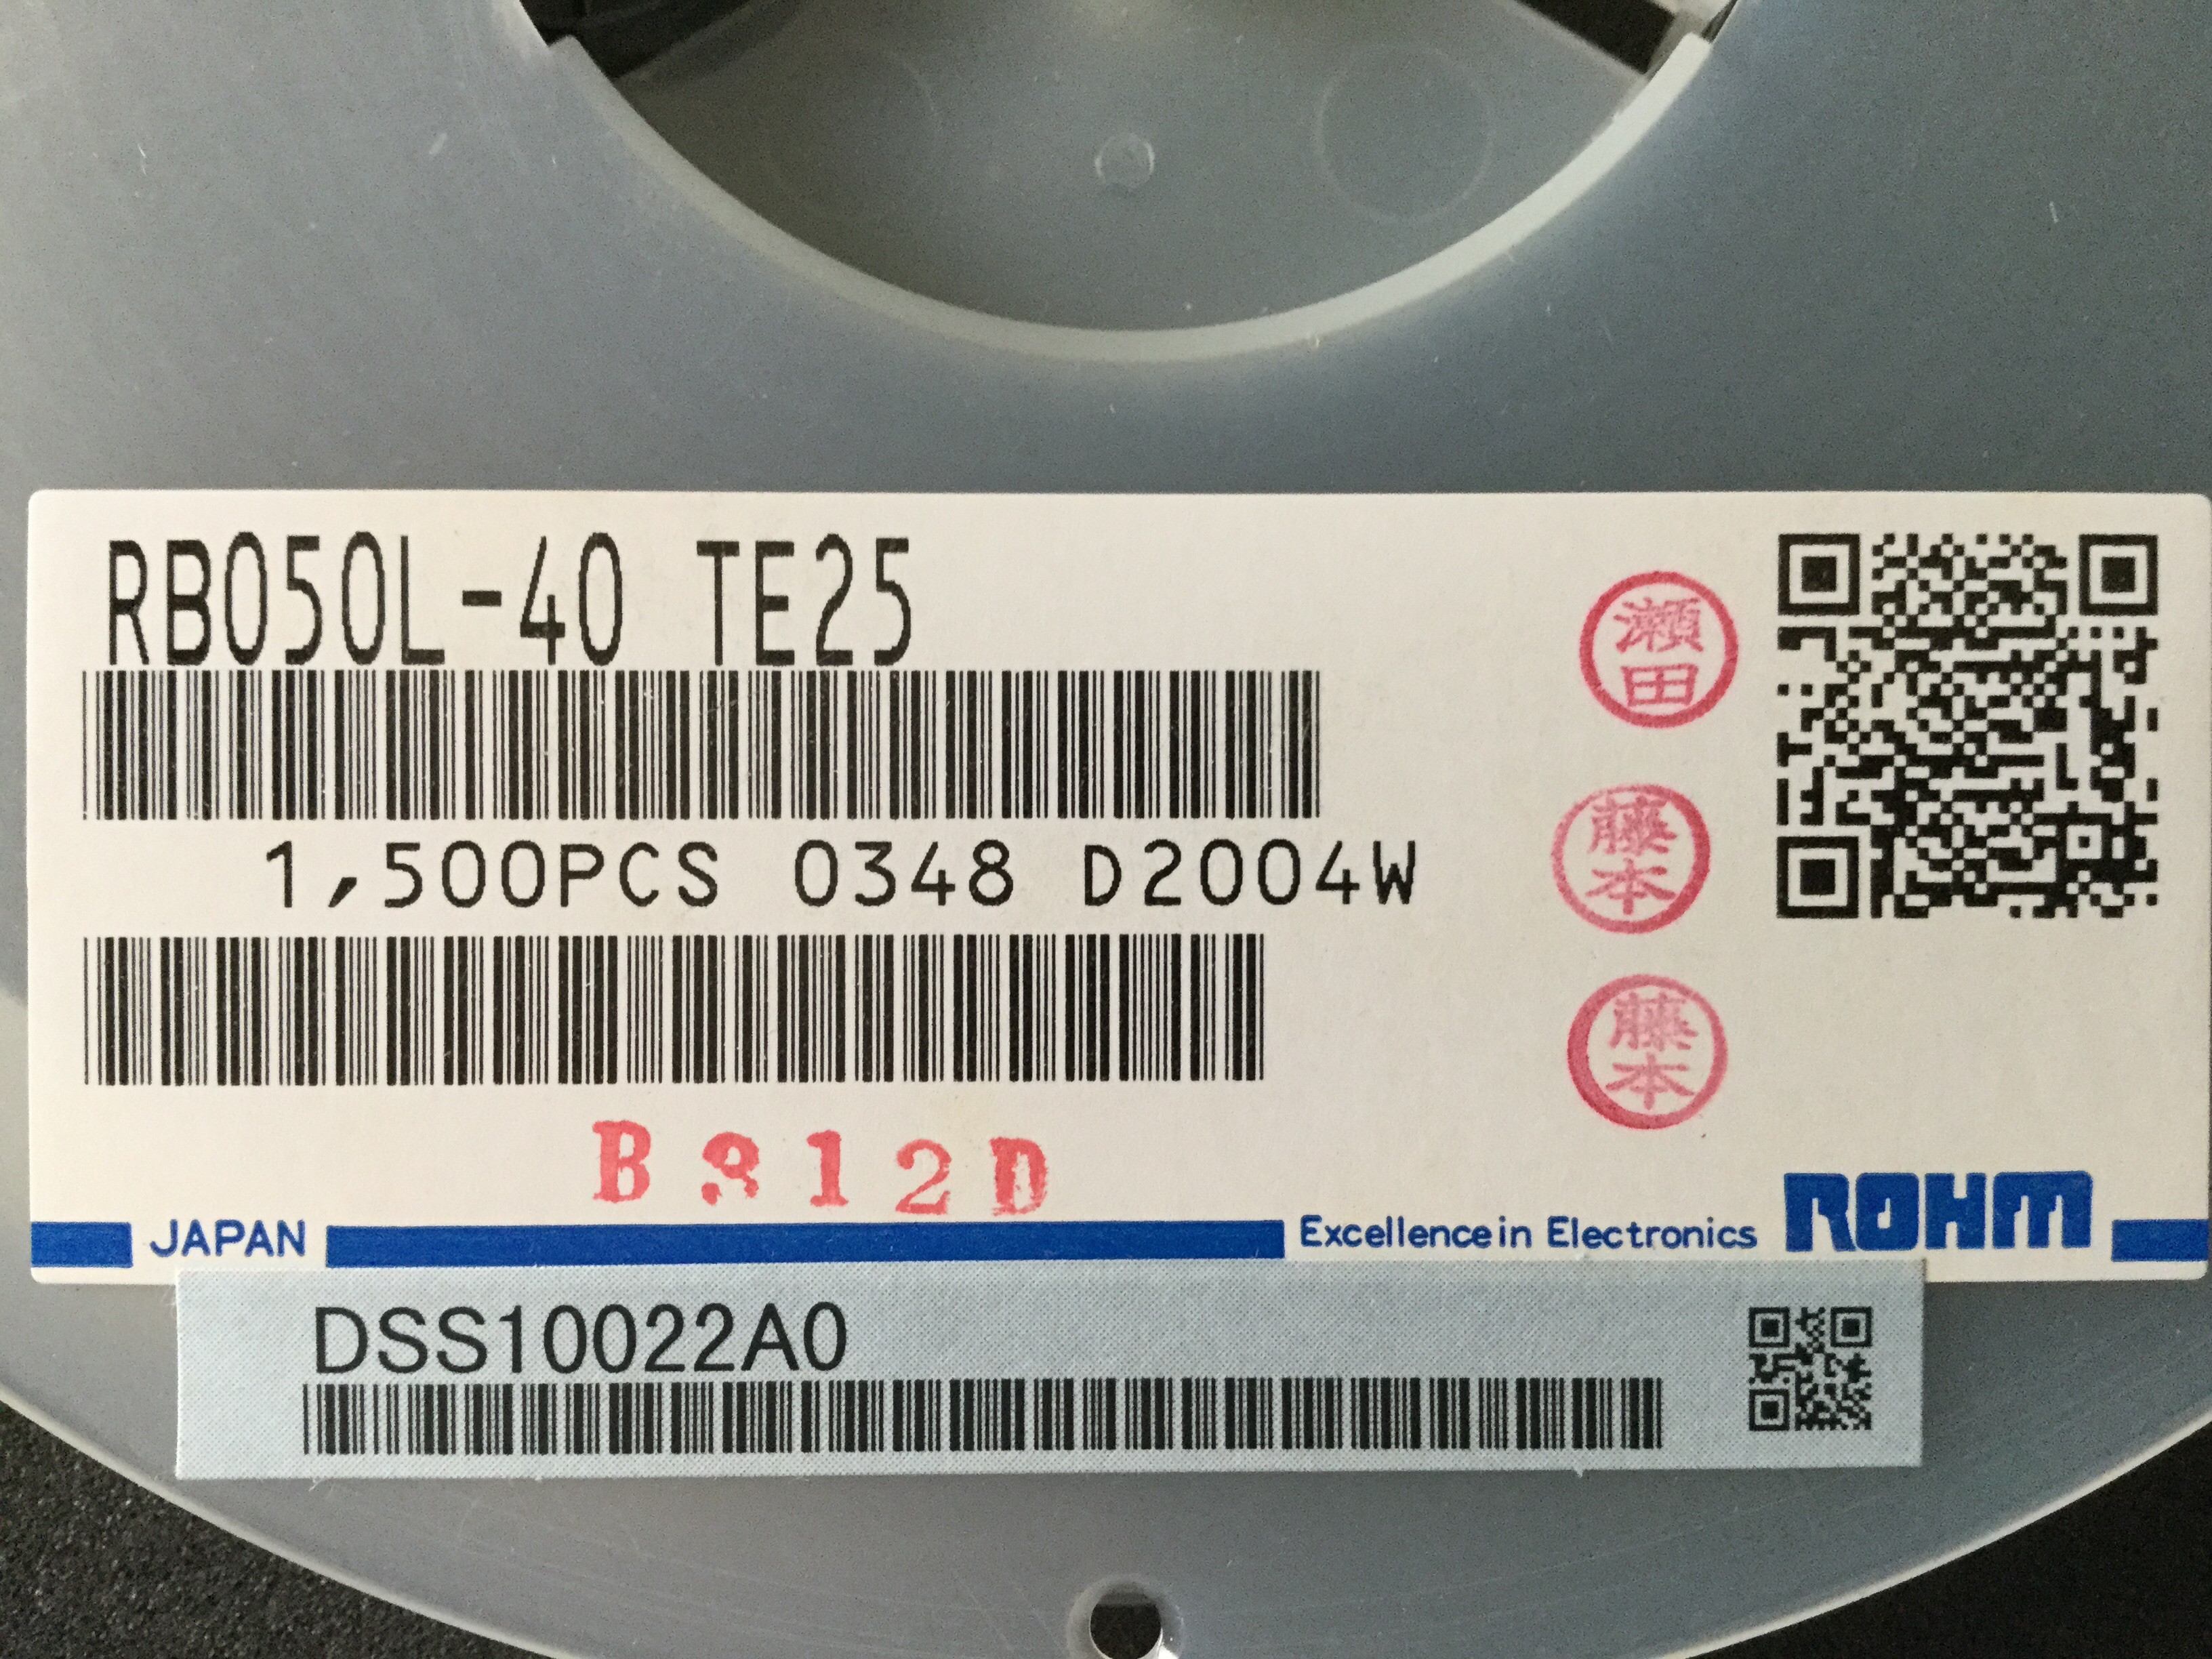 RB050L-40 TE25
1,500PCS 0348 D2004W
瀬田
藤本
藤本
B312D
JAPAN
Excellence in Electronics
ROHM
DSS10022A0